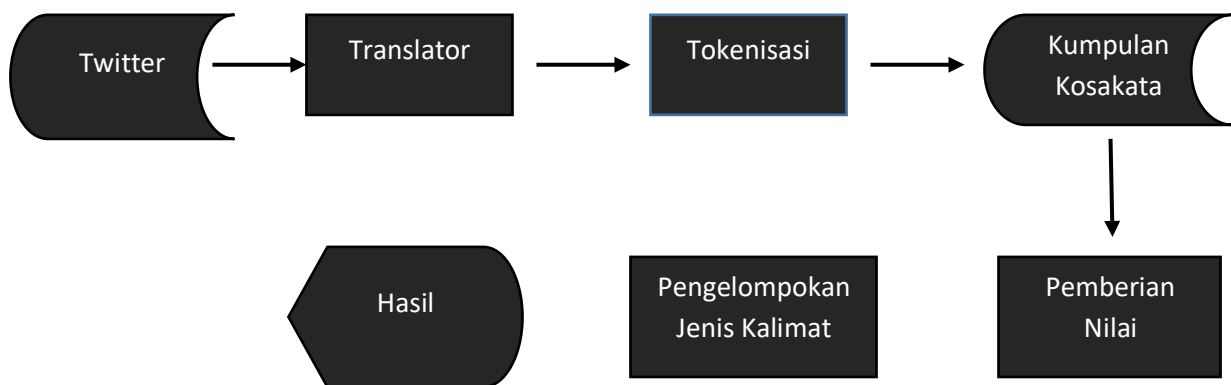 Twitter
Translator
Tokenisasi
Kumpulan
Kosakata
Hasil
Pengelompokan
Jenis Kalimat
Pemberian
Nilai